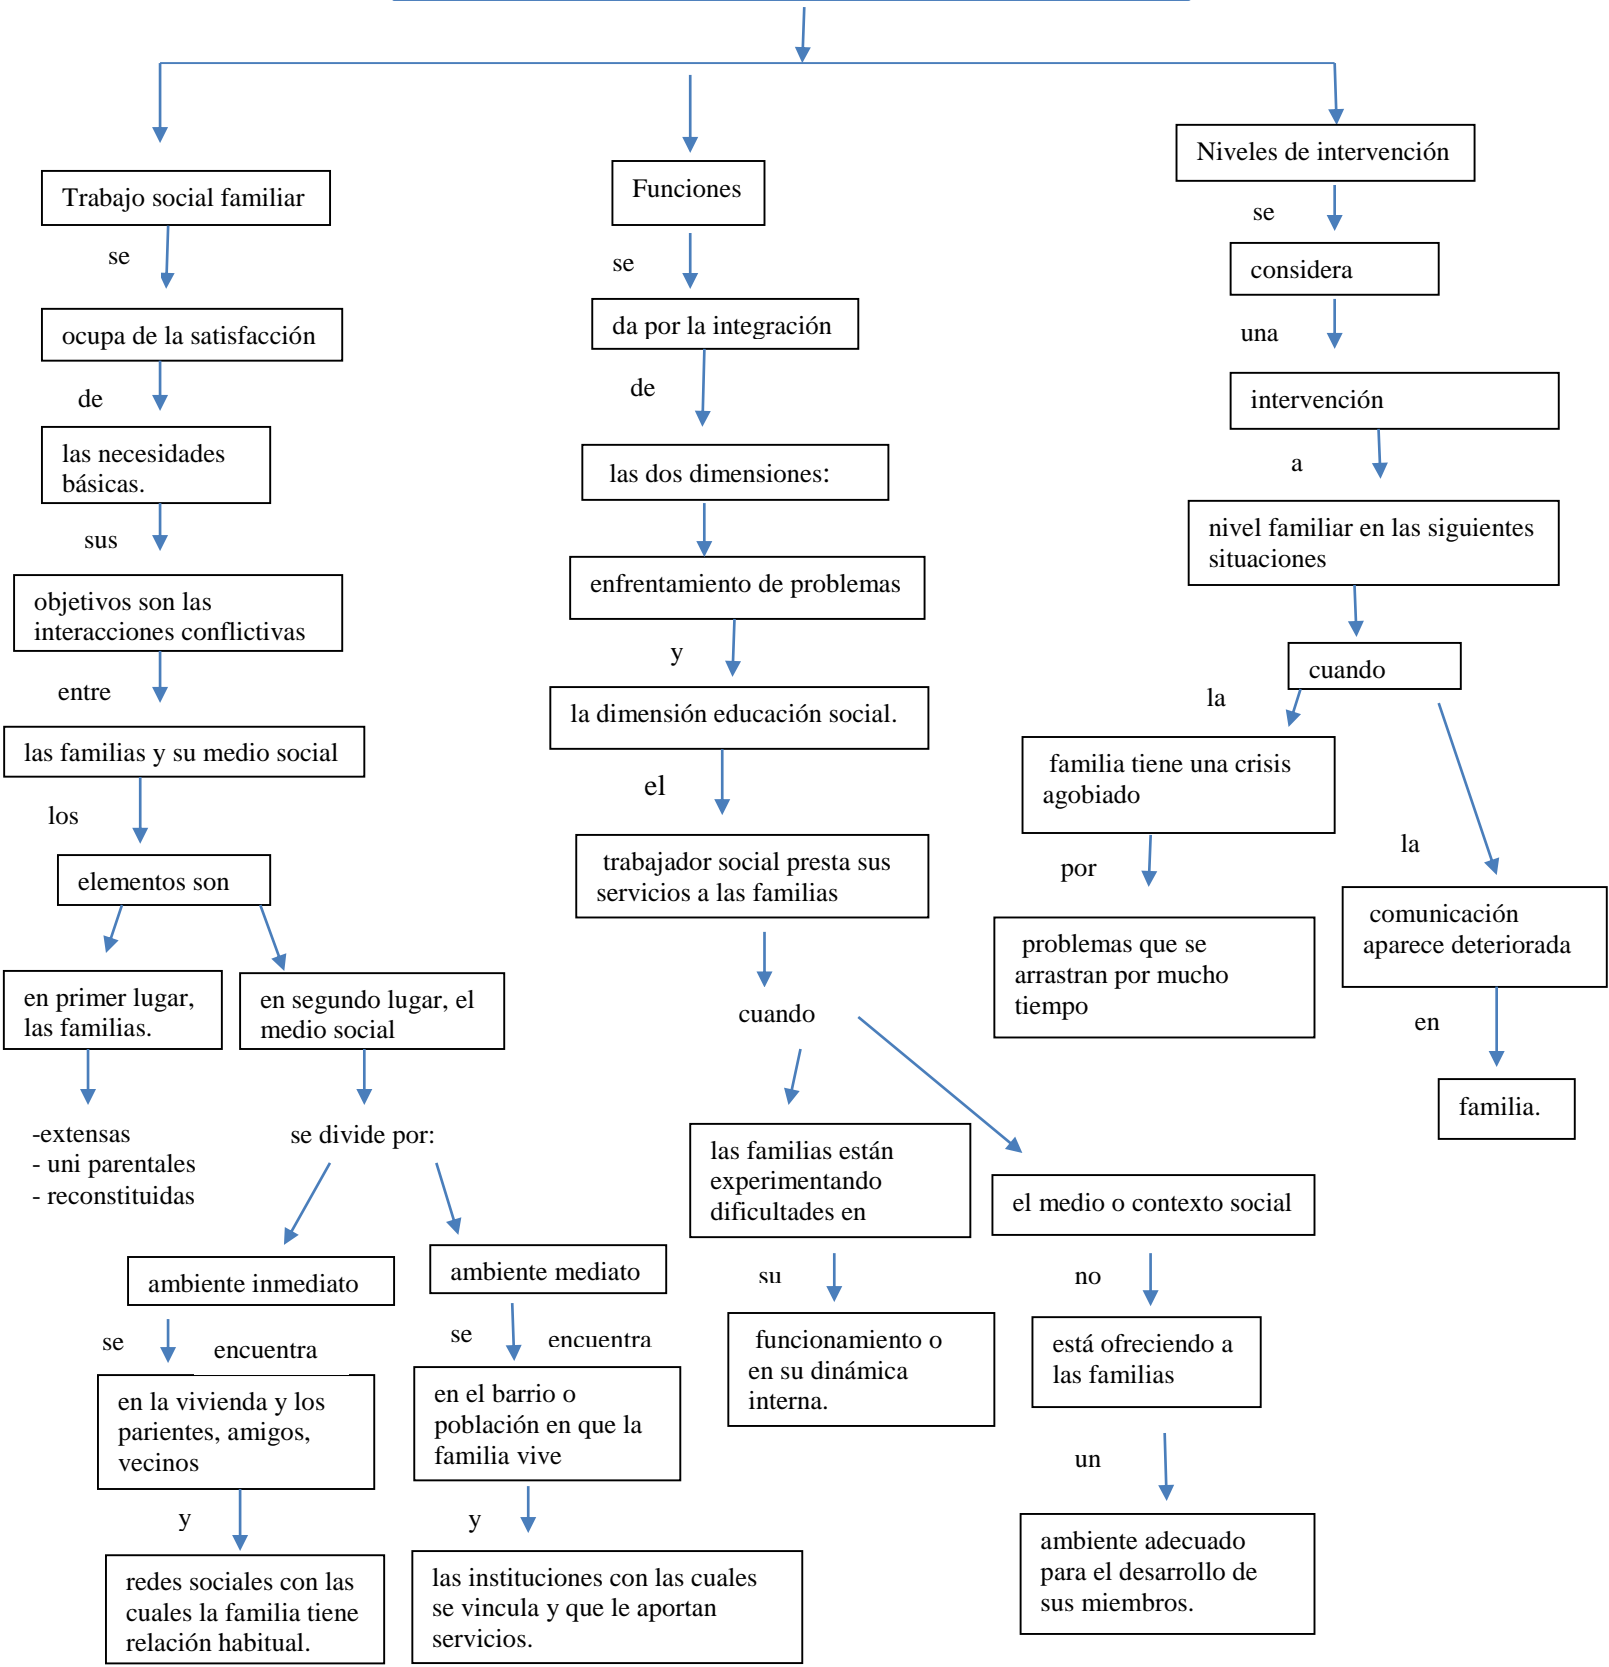 Trabajo social familiar
se
ocupa de la satisfacción
de
las necesidades
básicas.
sus
objetivos son las
interacciones conflictivas
entre
las familias y su medio social
los
elementos son
en primer lugar,
las familias.
-extensas
- uni parentales
- reconstituidas
en segundo lugar, el
medio social
se divide por:
ambiente inmediato
se
encuentra
en la vivienda y los
parientes, amigos,
vecinos
y
redes sociales con las
cuales la familia tiene
relación habitual.
ambiente mediato
se
encuentra
en el barrio o
población en que la
familia vive
y
las instituciones con las cuales
se vincula y que le aportan
servicios.
Funciones
se
da por la integración
de
las dos dimensiones:
enfrentamiento de problemas
y
la dimensión educación social.
el
trabajador social presta sus
servicios a las familias
cuando
las familias están
experimentando
dificultades en
su
funcionamiento o
en su dinámica
interna.
el medio o contexto social
no
está ofreciendo a
las familias
un
ambiente adecuado
para el desarrollo de
sus miembros.
Niveles de intervención
se
considera
una
intervención
a
nivel familiar en las siguientes
situaciones
cuando
la
familia tiene una crisis
agobiado
por
problemas que se
arrastran por mucho
tiempo
la
comunicación
aparece deteriorada
en
familia.